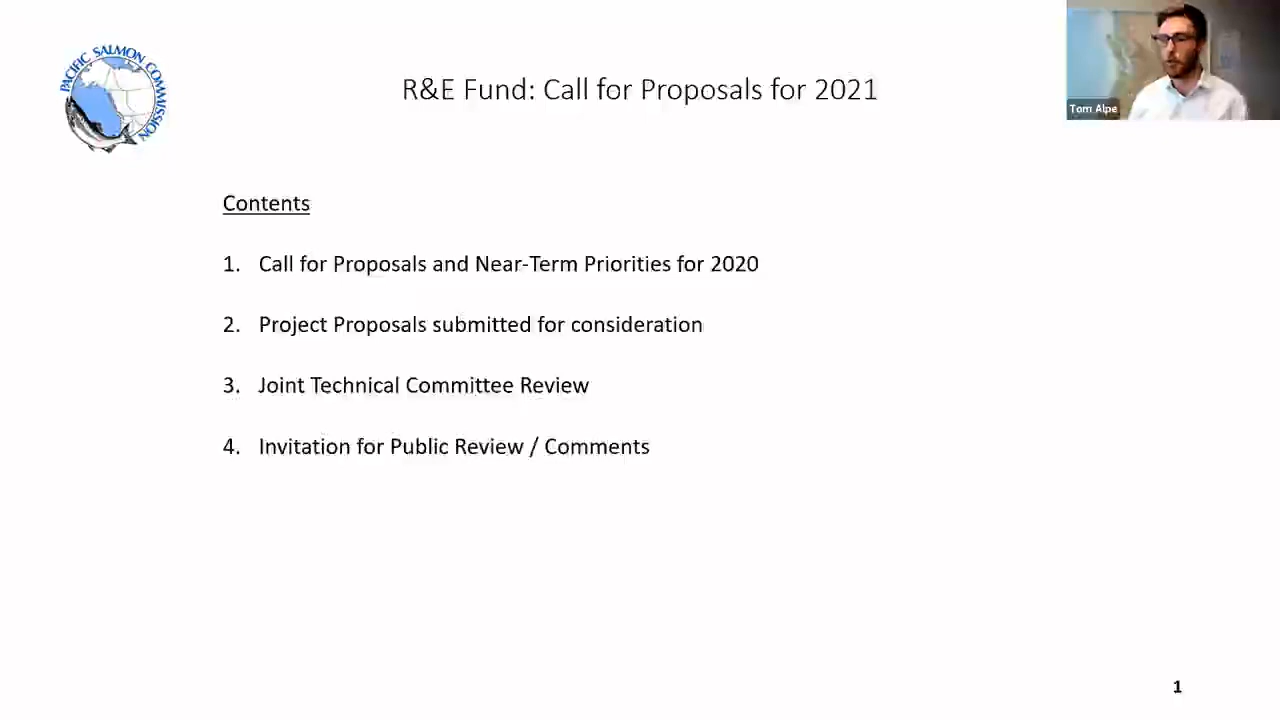 PACIFIC SALMON COMMISSION
R&E Fund: Call for Proposals for 2021
Tom Alpe
Contents
1. Call for Proposals and Near-Term Priorities for 2020
2. Project Proposals submitted for consideration
3. Joint Technical Committee Review
4. Invitation for Public Review / Comments
1